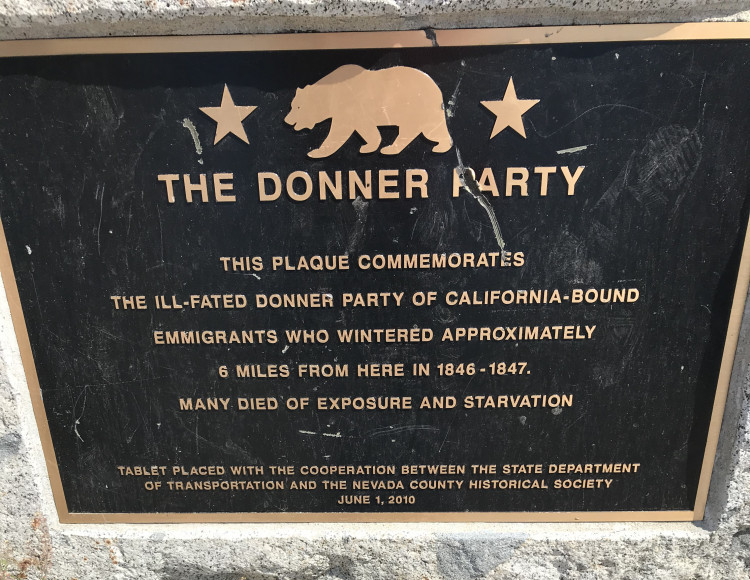 THE DONNER PARTY
THIS PLAQUE COMMEMORATES
THE ILL-FATED DONNER PARTY OF CALIFORNIA-BOUND
EMMIGRANTS WHO WINTERED APPROXIMATELY
6 MILES FROM HERE IN 1846-1847.
MANY DIED OF EXPOSURE AND STARVATION
TABLET PLACED WITH THE COOPERATION BETWEEN THE STATE DEPARTMENT
OF TRANSPORTATION AND THE NEVADA COUNTY HISTORICAL SOCIETY
JUNE 1, 2010